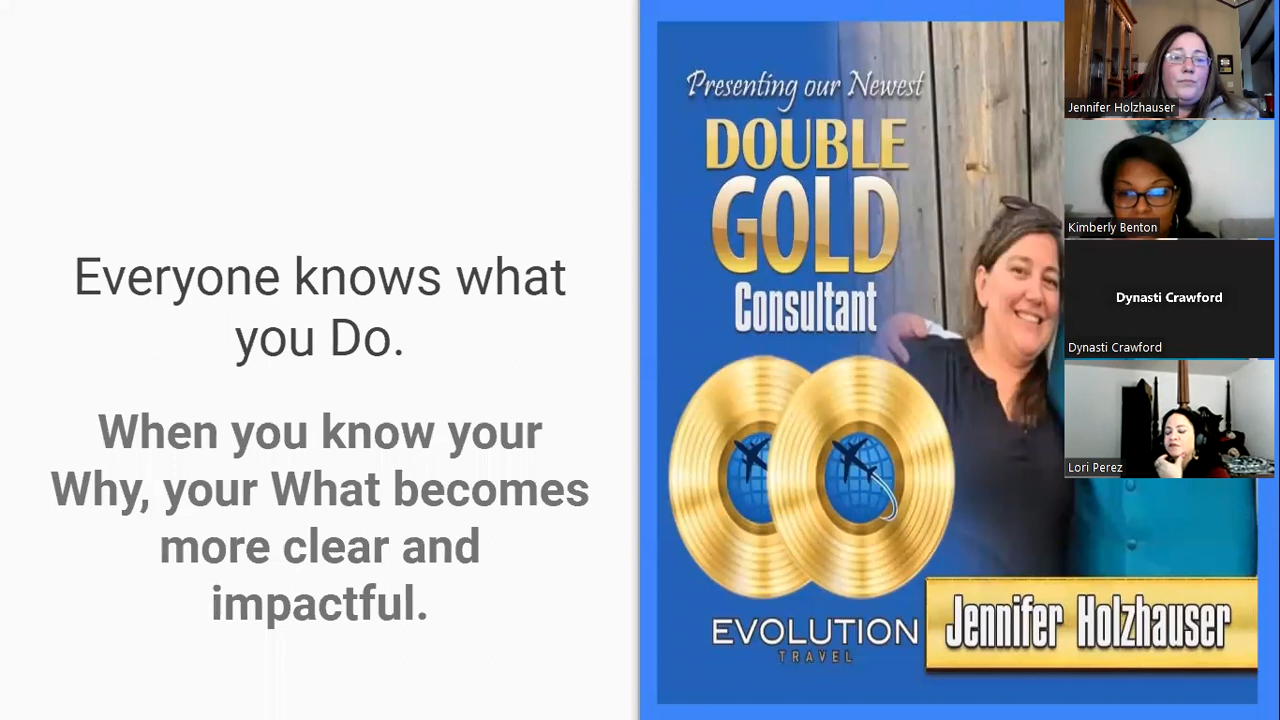 Everyone knows what
you Do.
When you know your
Why, your What becomes
more clear and
impactful.
Presenting our Newest
DOUBLE
GOLD
Consultant
EVOLUTION
TRAVEL
Jennifer Holzhauser
Jennifer Holzhauser
Kimberly Benton
Dynasti Crawford
Dynasti Crawford
Lori Perez